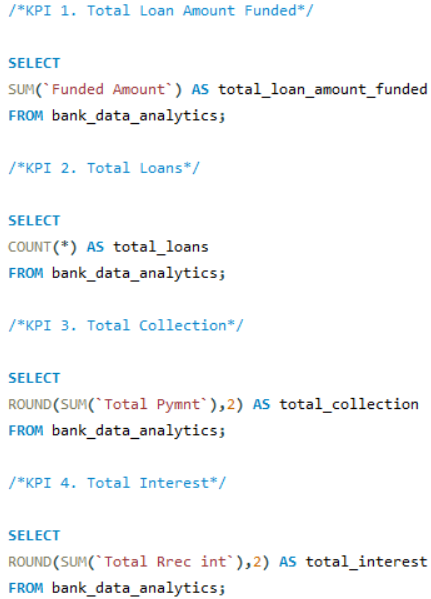 /*KPI 1. Total Loan Amount Funded*/
SELECT
SUM(`Funded Amount`) AS total_loan_amount_funded
FROM bank_data_analytics;
/*KPI 2. Total Loans*/
SELECT
COUNT(*) AS total_loans
FROM bank_data_analytics;
/*KPI 3. Total Collection*/
SELECT
ROUND(SUM(`Total Pymnt`),2) AS total_collection
FROM bank_data_analytics;
/*KPI 4. Total Interest*/
SELECT
ROUND(SUM(`Total Rrec int`),2) AS total_interest
FROM bank_data_analytics;